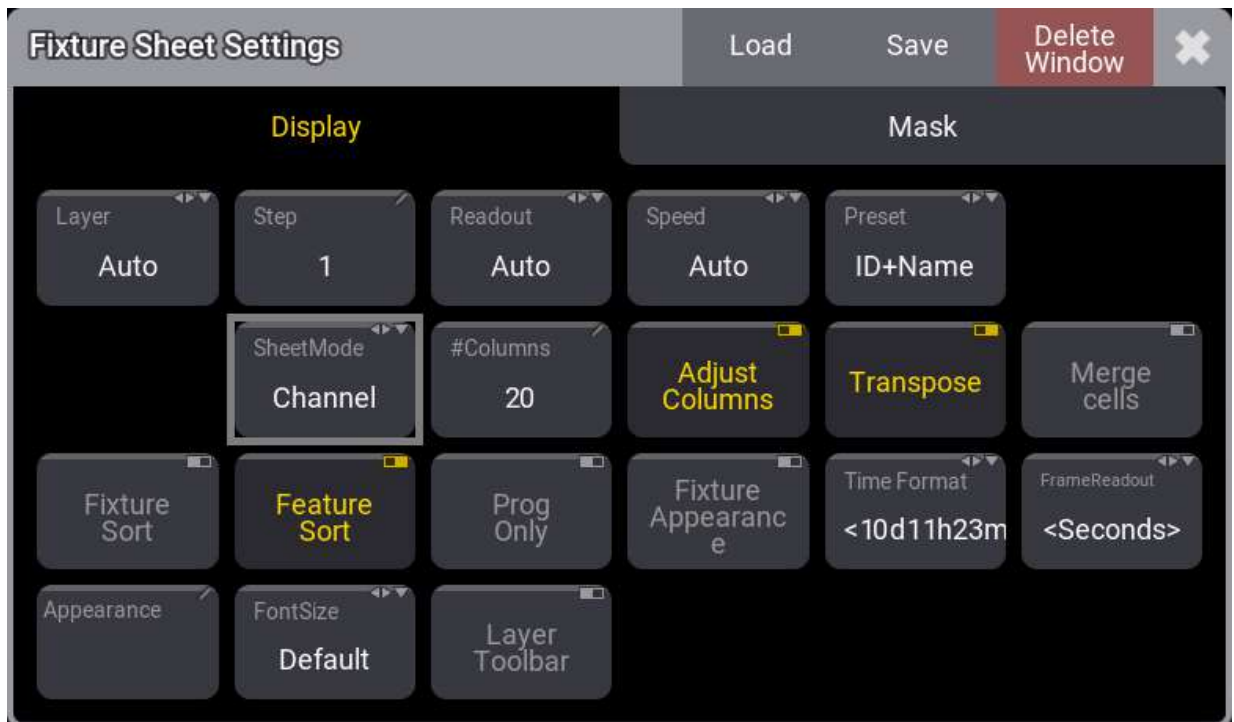 Fixture Sheet Settings
Load
Save
Delete
Window
Display
Mask
Layer
Auto
Step
1
Readout
Auto
Speed
Auto
Preset
ID+Name
SheetMode
Channel
#Columns
20
Adjust
Columns
Transpose
Merge
cells
Fixture
Sort
Feature
Sort
Prog
Only
Fixture
Appearanc
e
Time Format
<10d11h23m
FrameReadout
<Seconds>
Appearance
FontSize
Default
Layer
Toolbar